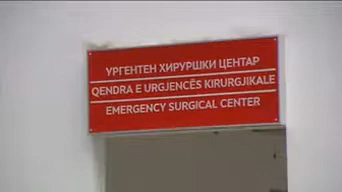 УРГЕНТЕН ХИРУРШКИ ЦЕНТАР
QENDRA E URGJENCËS KIRURGJIKALE
EMERGENCY SURGICAL CENTER